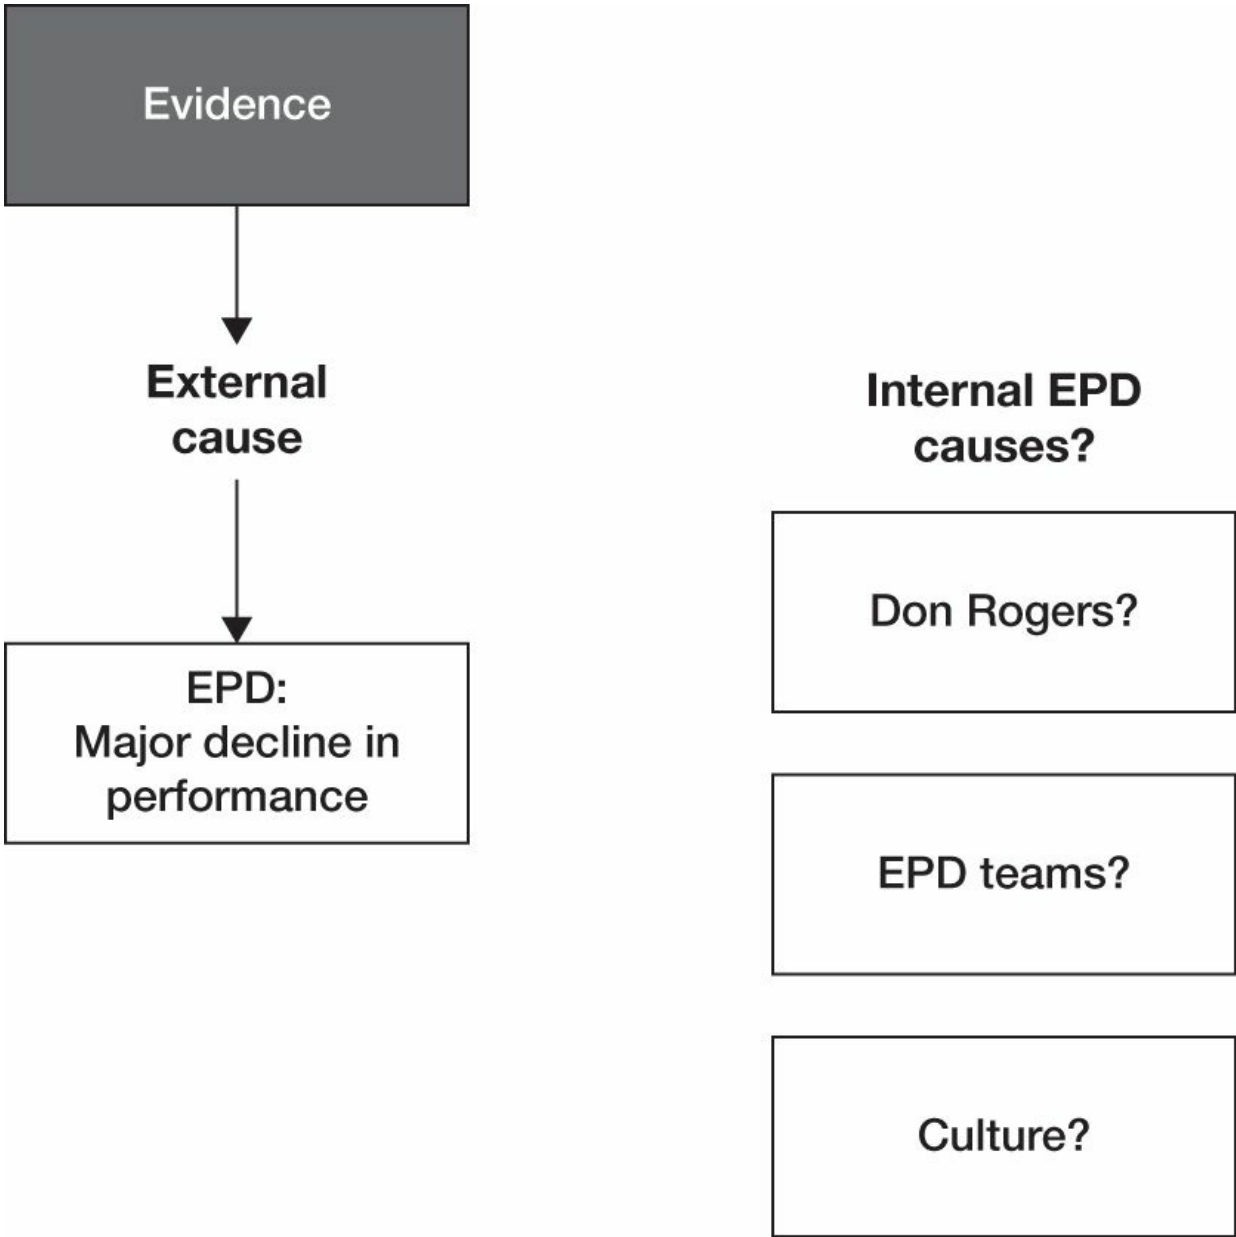 Evidence
External
cause
EPD:
Major decline in
performance
Internal EPD
causes?
Don Rogers?
EPD teams?
Culture?